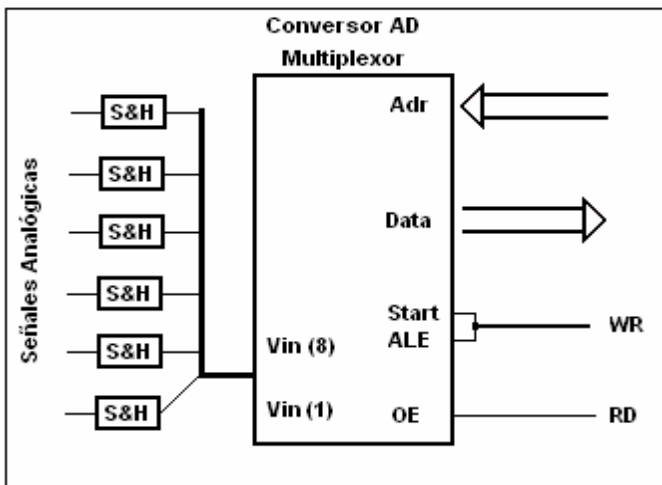 Conversor AD
Multiplexor
Señales Analógicas
S&H
S&H
S&H
S&H
S&H
S&H
Adr
Data
Start
ALE
WR
Vin (8)
Vin (1)
OE
RD